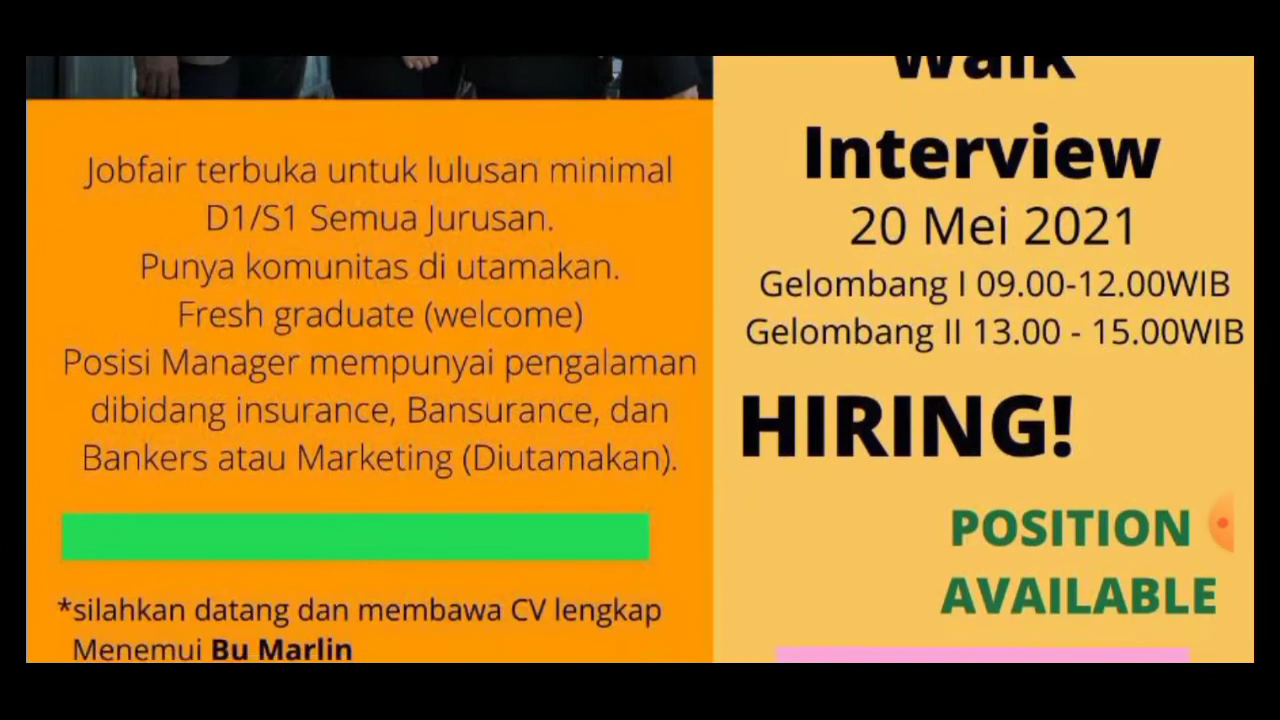 Jobfair terbuka untuk lulusan minimal
D1/S1 Semua Jurusan.
Punya komunitas di utamakan.
Fresh graduate (welcome)
Posisi Manager mempunyai pengalaman
dibidang insurance, Bansurance, dan
Bankers atau Marketing (Diutamakan).
*silahkan datang dan membawa CV lengkap
Menemui Bu Marlin
Walk
Interview
20 Mei 2021
Gelombang I 09.00-12.00WIB
Gelombang II 13.00 - 15.00WIB
HIRING!
POSITION
AVAILABLE